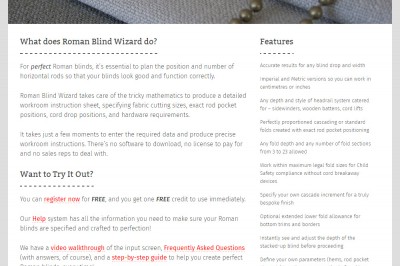 What does Roman Blind Wizard do?
For perfect Roman blinds, it's essential to plan the position and number of
horizontal rods so that your blinds look good and function correctly.
Roman Blind Wizard takes care of the tricky mathematics to produce a detailed
workroom instruction sheet, specifying fabric cutting sizes, exact rod pocket
positions, cord drop positions, and hardware requirements.
It takes just a few moments to enter the required data and produce precise
workroom instructions. There's no software to download, no license to pay for
and no sales reps to deal with.
Want to Try It Out?
You can register now for FREE, and you get one FREE credit to use immediately.
Our Help system has all the information you need to make sure your Roman
blinds are specified and crafted to perfection!
We have a video walkthrough of the input screen, Frequently Asked Questions
(with answers, of course), and a step-by-step guide to help you create perfect
Features
Accurate results for any blind drop and width
Imperial and Metric versions so you can work in
centimetres or inches
Any depth and style of headrail system catered
for – sidewinders, wooden battens, cord lifts
Perfectly proportioned cascading or standard
folds created with exact rod pocket positioning
Any fold depth and any number of fold sections
from 3 to 23 allowed
Work within maximum legal fold sizes for Child
Safety compliance without cord breakaway
devices
Specify your own cascade increment for a truly
bespoke finish
Optional extended lower fold allowance for
bottom trims and borders
Instantly see and adjust the depth of the
stacked-up blind before proceeding
Define your own parameters (hems, rod pocket